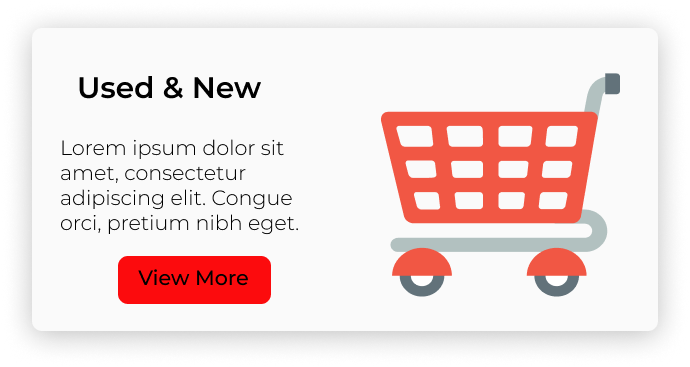 Used & New
Lorem ipsum dolor sit
amet, consectetur
adipiscing elit. Congue
orci, pretium nibh eget.
View More